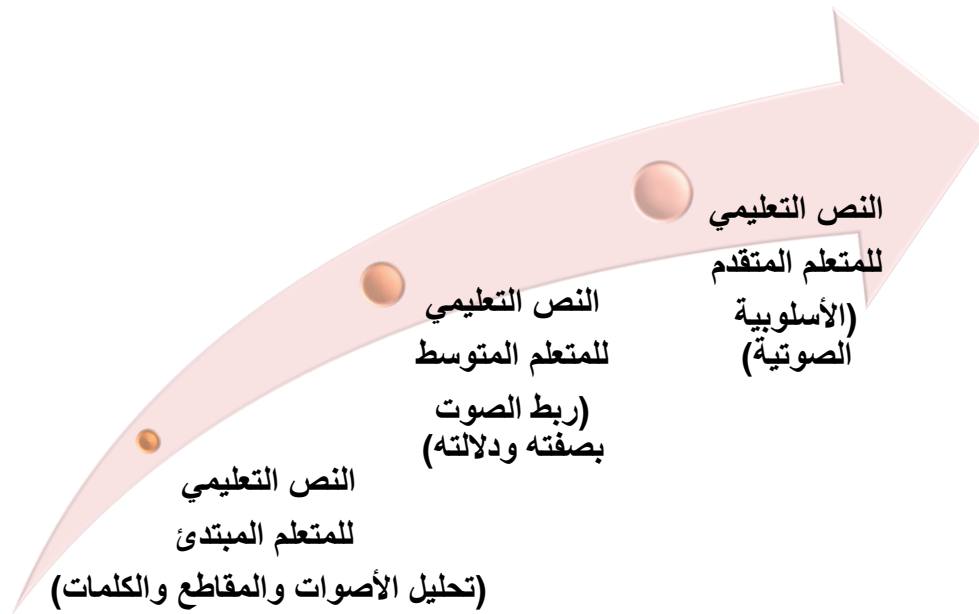 النص التعليمي
للمتعلم المتقدم
(الأسلوبية
الصوتية)
النص التعليمي
للمتعلم المتوسط
(ربط الصوت
بصفته ودلالته)
النص التعليمي
للمتعلم المبتدئ
(تحليل الأصوات والمقاطع والكلمات)